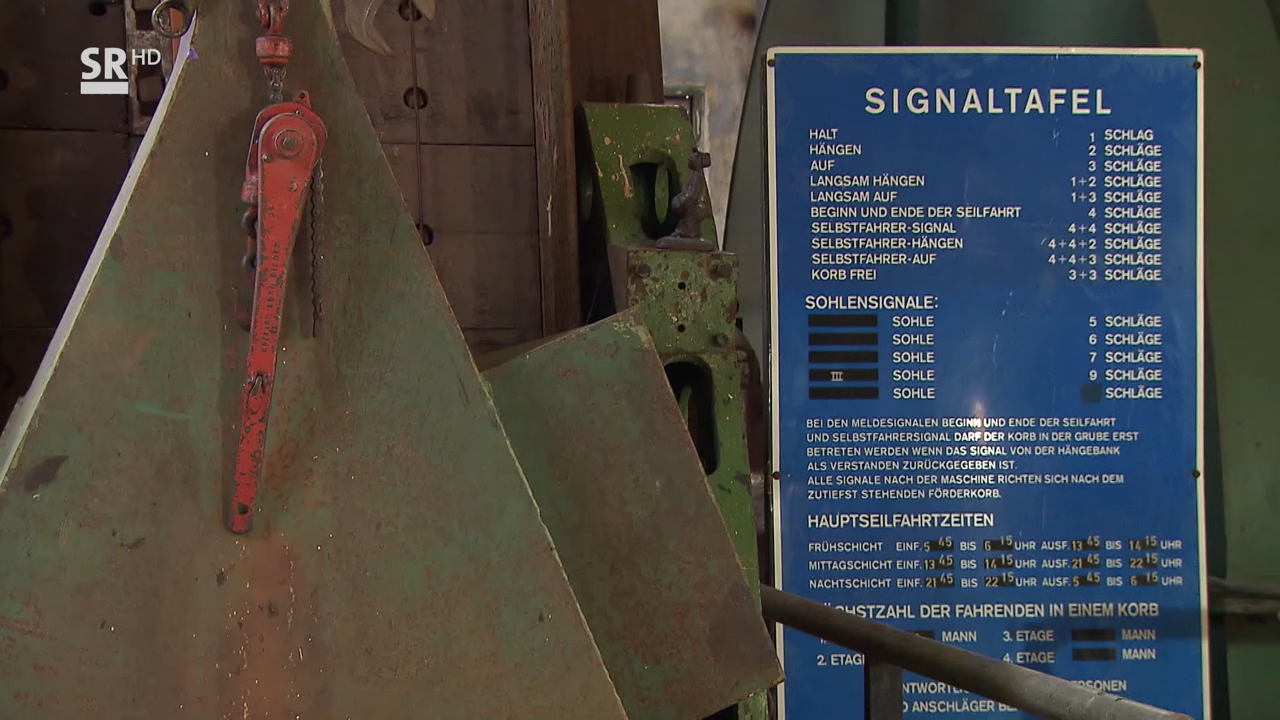 SR HD
SIGNALTAFEL
HALT 1 SCHLAG
HÄNGEN 2 SCHLÄGE
AUF 3 SCHLÄGE
LANGSAM HÄNGEN 1+2 SCHLÄGE
LANGSAM AUF 1+3 SCHLÄGE
BEGINN UND ENDE DER SEILFAHRT 4 SCHLÄGE
SELBSTFAHRER-SIGNAL 4+4 SCHLÄGE
SELBSTFAHRER-HÄNGEN 4+4+2 SCHLÄGE
SELBSTFAHRER-AUF 4+4+3 SCHLÄGE
KORB FREI 3+3 SCHLÄGE
SOHLENSIGNALE:
SOHLE 5 SCHLÄGE
SOHLE 6 SCHLÄGE
SOHLE 7 SCHLÄGE
III SOHLE 9 SCHLÄGE
SOHLE SCHLÄGE
BEI DEN MELDESIGNALEN BEGINN UND ENDE DER SEILFAHRT
UND SELBSTFAHRERSIGNAL DARF DER KORB IN DER GRUBE ERST
BETRETEN WERDEN WENN DAS SIGNAL VON DER HÄNGEBANK
ALS VERSTANDEN ZURÜCKGEGEBEN IST.
ALLE SIGNALE NACH DER MASCHINE RICHTEN SICH NACH DEM
ZUTIEFST STEHENDEN FÖRDERKORB.
HAUPTSEILFAHRTZEITEN
FRÜHSCHICHT EINF. 5 45 BIS 6 15 UHR AUSF. 13 45 BIS 14 15 UHR
MITTAGSCHICHT EINF. 13 45 BIS 14 15 UHR AUSF. 21 45 BIS 22 15 UHR
NACHTSCHICHT EINF. 21 45 BIS 22 15 UHR AUSF. 5 45 BIS 6 15 UHR
CHSTZAHL DER FAHRENDEN IN EINEM KORB
MANN 3. ETAGE MANN
2. ETAG 4. ETAGE MANN
NTWORTL ERSONEN
ANSCHLÄGER BE